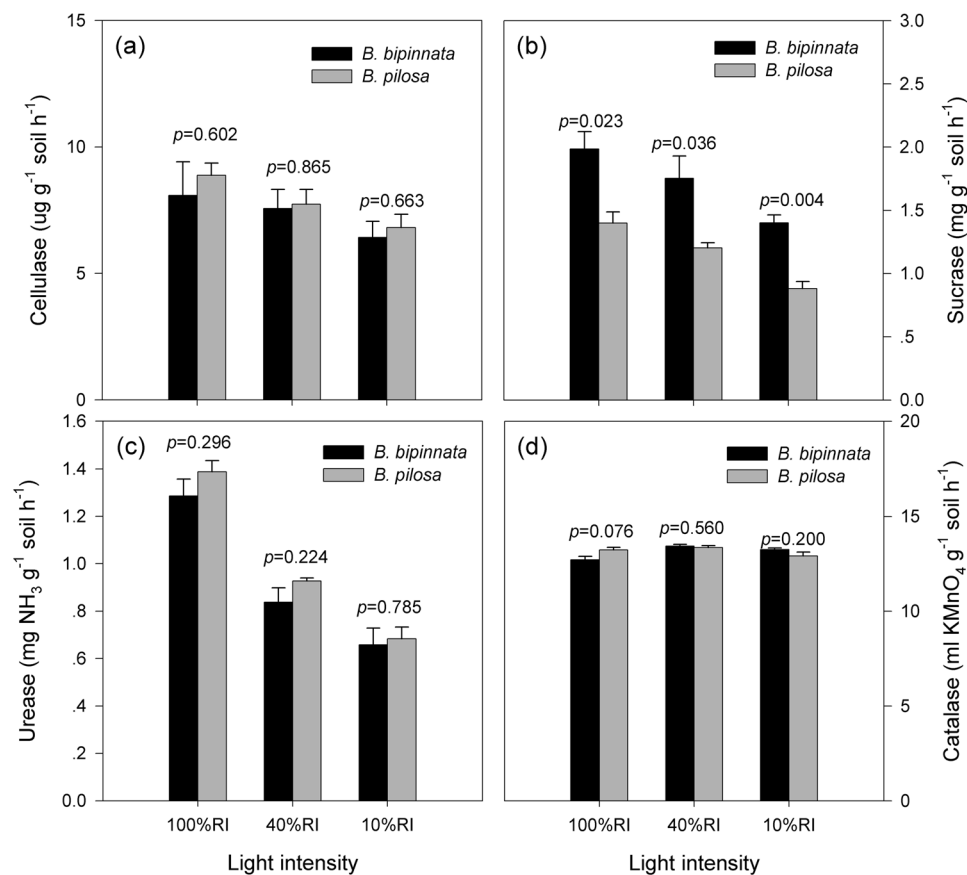 (a)
B. bipinnata
B. pilosa
p=0.602
p=0.865
p=0.663
15
10
5
0
Cellulase (ug g-1 soil h-1)
(b)
B. bipinnata
B. pilosa
p=0.023
p=0.036
p=0.004
3.0
2.5
2.0
1.5
1.0
.5
0.0
Sucrase (mg g-1 soil h-1)
(c)
B. bipinnata
B. pilosa
p=0.296
p=0.224
p=0.785
1.6
1.4
1.2
1.0
.8
.6
.4
.2
0.0
Urease (mg NH3 g-1 soil h-1)
100%RI 40%RI 10%RI
Light intensity
(d)
B. bipinnata
B. pilosa
p=0.076
p=0.560
p=0.200
20
15
10
5
0
Catalase (ml KMnO4 g-1 soil h-1)
100%RI 40%RI 10%RI
Light intensity